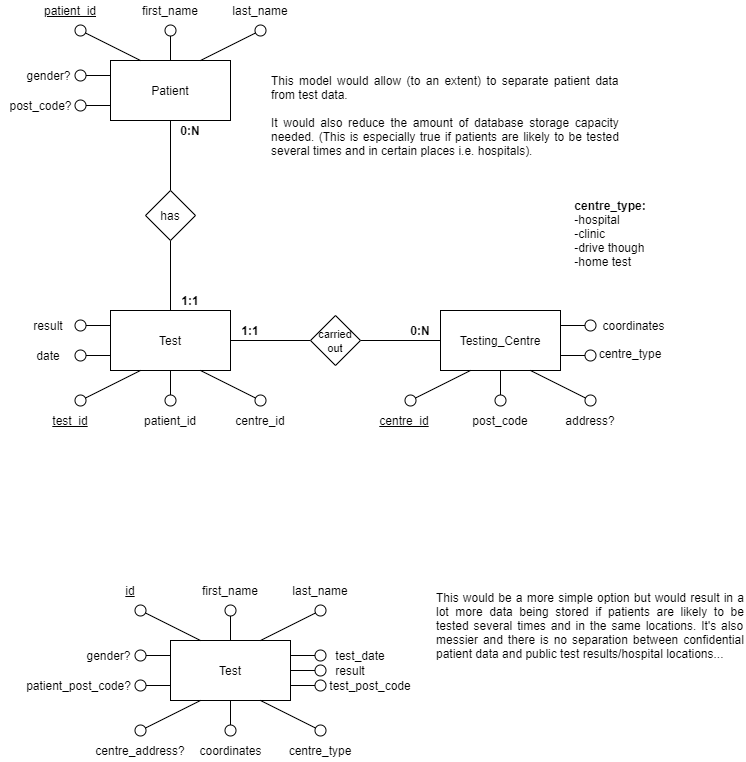 patient_id first_name last_name
gender?
Patient
post_code?
0:N
This model would allow (to an extent) to separate patient data
from test data.
It would also reduce the amount of database storage capacity
needed. (This is especially true if patients are likely to be tested
several times and in certain places i.e. hospitals).
has
centre_type:
-hospital
-clinic
-drive though
-home test
1:1
result
Test
date
1:1
carried
out
0:N
Testing_Centre
coordinates
centre_type
test_id patient_id centre_id
centre_id post_code address?
id first_name last_name
This would be a more simple option but would result in a
lot more data being stored if patients are likely to be
tested several times and in the same locations. It's also
messier and there is no separation between confidential
patient data and public test results/hospital locations...
gender?
Test
patient_post_code?
test_date
result
test_post_code
centre_address? coordinates centre_type